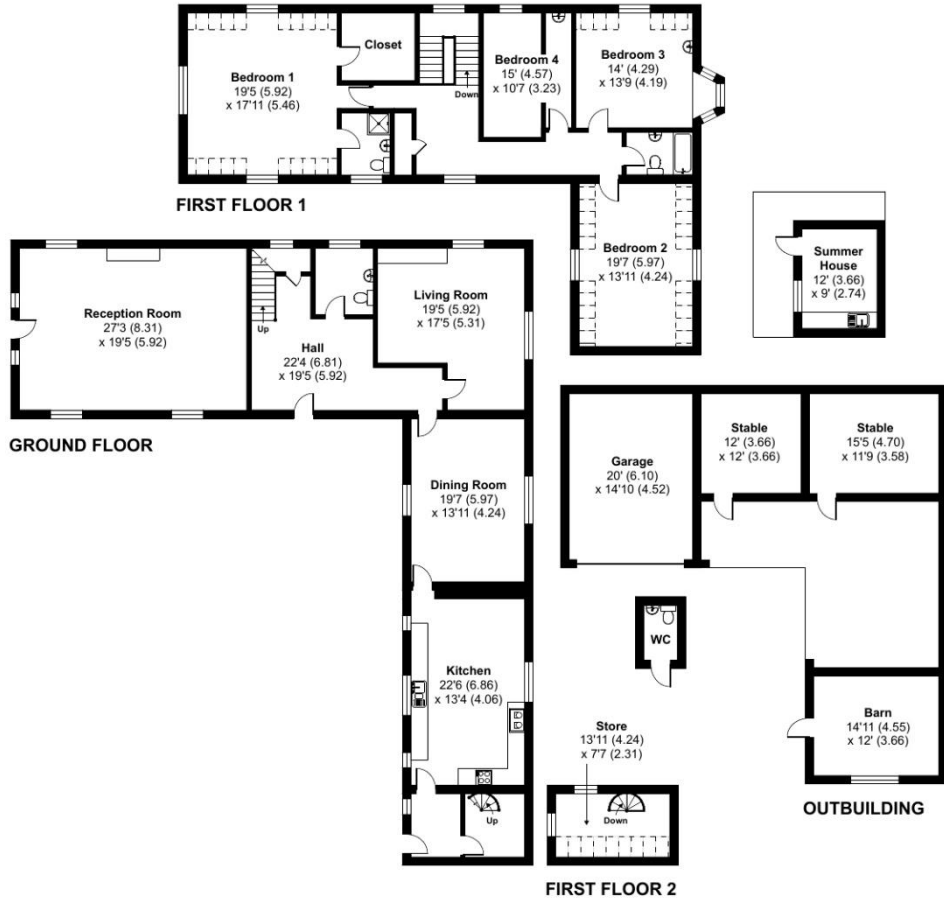 Closet
Bedroom 1
19'5 (5.92)
x 17'11 (5.46)
Down
Bedroom 4
15' (4.57)
x 10'7 (3.23)
Bedroom 3
14' (4.29)
x 13'9 (4.19)
FIRST FLOOR 1
Bedroom 2
19'7 (5.97)
x 13'11 (4.24)
Summer
House
12' (3.66)
x 9' (2.74)
Reception Room
27'3 (8.31)
x 19'5 (5.92)
Up
Hall
22'4 (6.81)
x 19'5 (5.92)
Living Room
19'5 (5.92)
x 17'5 (5.31)
GROUND FLOOR
Dining Room
19'7 (5.97)
x 13'11 (4.24)
Garage
20' (6.10)
x 14'10 (4.52)
Stable
12' (3.66)
x 12' (3.66)
Stable
15'5 (4.70)
x 11'9 (3.58)
WC
Kitchen
22'6 (6.86)
x 13'4 (4.06)
Up
Store
13'11 (4.24)
x 7'7 (2.31)
Down
Barn
14'11 (4.55)
x 12' (3.66)
OUTBUILDING
FIRST FLOOR 2